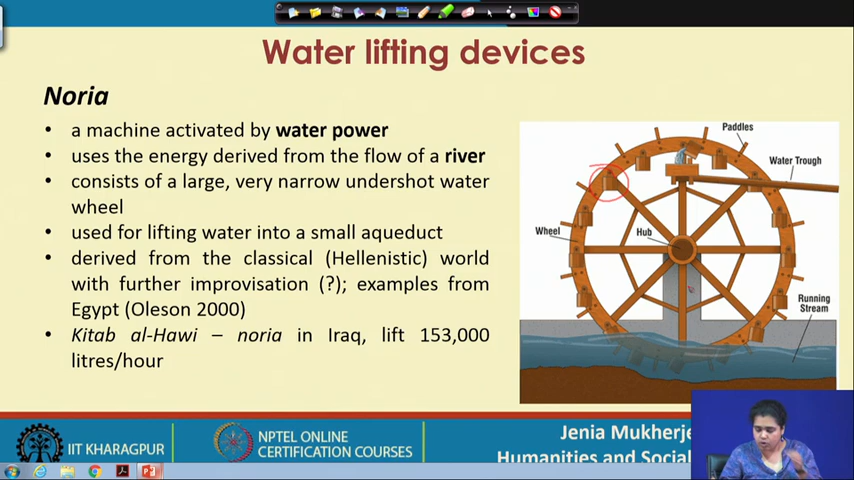 Water lifting devices
Noria
• a machine activated by water power
• uses the energy derived from the flow of a river
• consists of a large, very narrow undershot water
wheel
• used for lifting water into a small aqueduct
• derived from the classical (Hellenistic) world
with further improvisation (?); examples from
Egypt (Oleson 2000)
• Kitab al-Hawi – noria in Iraq, lift 153,000
litres/hour
Paddles
Water Trough
Wheel
Hub
Running
Stream
IIT KHARAGPUR
NPTEL ONLINE
CERTIFICATION COURSES
Jenia Mukherje
Humanities and Social